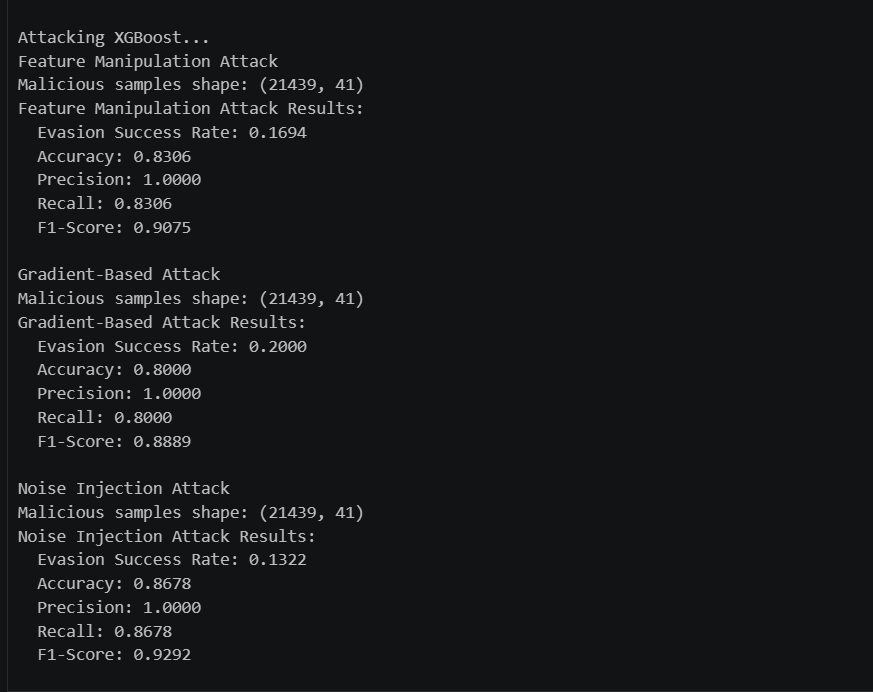 Attacking XGBoost...
Feature Manipulation Attack
Malicious samples shape: (21439, 41)
Feature Manipulation Attack Results:
Evasion Success Rate: 0.1694
Accuracy: 0.8306
Precision: 1.0000
Recall: 0.8306
F1-Score: 0.9075
Gradient-Based Attack
Malicious samples shape: (21439, 41)
Gradient-Based Attack Results:
Evasion Success Rate: 0.2000
Accuracy: 0.8000
Precision: 1.0000
Recall: 0.8000
F1-Score: 0.8889
Noise Injection Attack
Malicious samples shape: (21439, 41)
Noise Injection Attack Results:
Evasion Success Rate: 0.1322
Accuracy: 0.8678
Precision: 1.0000
Recall: 0.8678
F1-Score: 0.9292